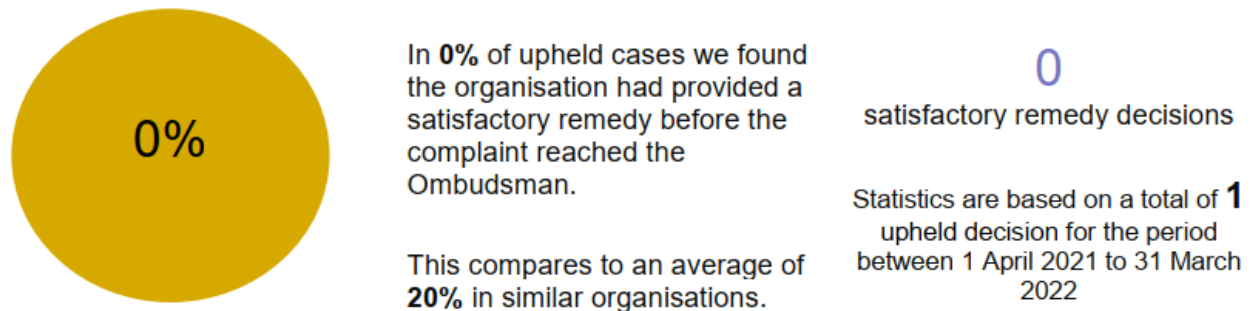 0%
In 0% of upheld cases we found
the organisation had provided a
satisfactory remedy before the
complaint reached the
Ombudsman.
This compares to an average of
20% in similar organisations.
0
satisfactory remedy decisions
Statistics are based on a total of 1
upheld decision for the period
between 1 April 2021 to 31 March
2022